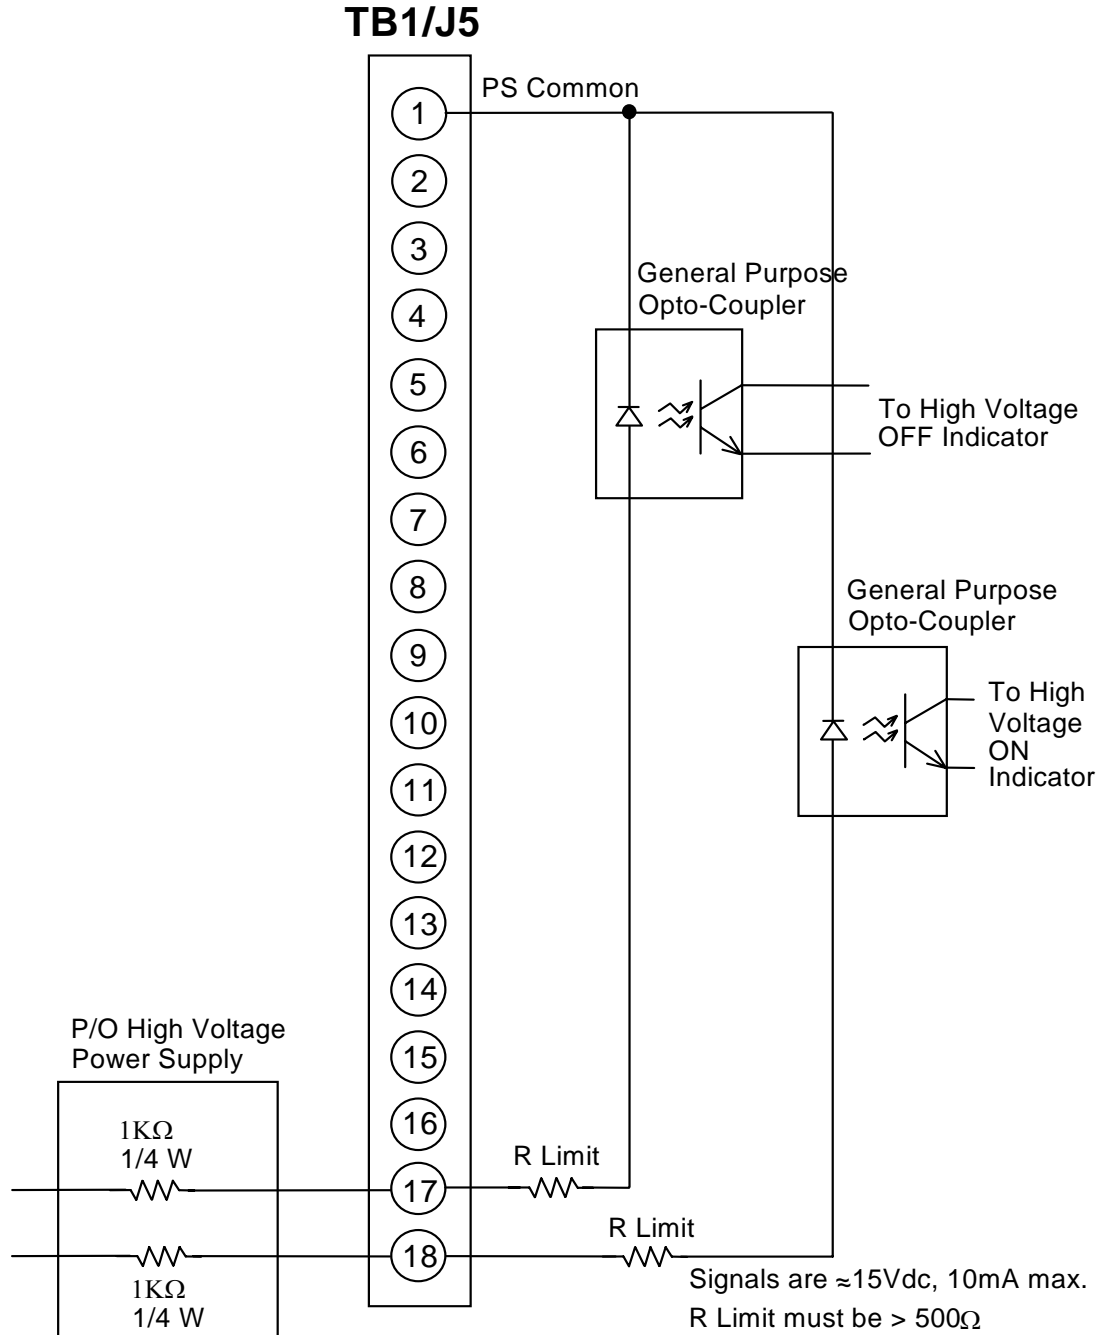 TB1/J5
PS Common
1
2
3
4
5
6
7
8
9
10
11
12
13
14
15
16
17
18
General Purpose
Opto-Coupler
To High Voltage
OFF Indicator
General Purpose
Opto-Coupler
To High
Voltage
ON
Indicator
P/O High Voltage
Power Supply
1KΩ
1/4 W
R Limit
R Limit
1KΩ
1/4 W
Signals are ≈15Vdc, 10mA max.
R Limit must be > 500Ω